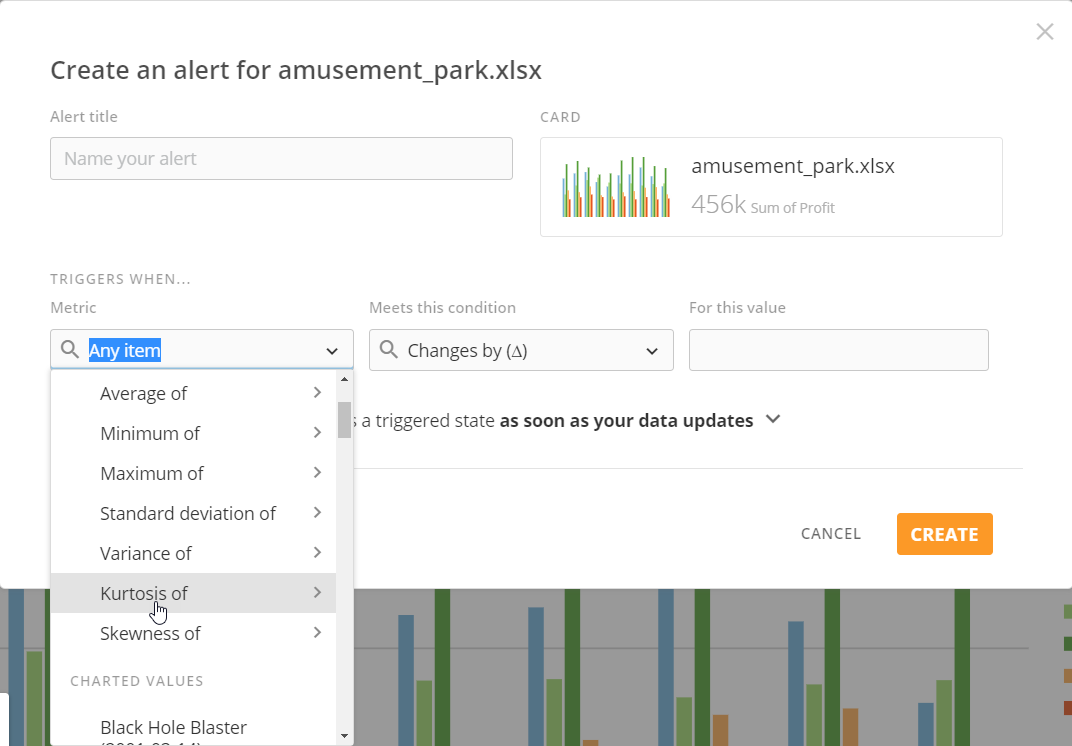 Create an alert for amusement_park.xlsx
Alert title
Name your alert
CARD
amusement_park.xlsx
456k Sum of Profit
TRIGGERS WHEN...
Metric
Meets this condition
For this value
Any item
Changes by (Δ)
a triggered state as soon as your data updates
Average of
Minimum of
Maximum of
Standard deviation of
Variance of
Kurtosis of
Skewness of
CHARTED VALUES
Black Hole Blaster
CANCEL
CREATE